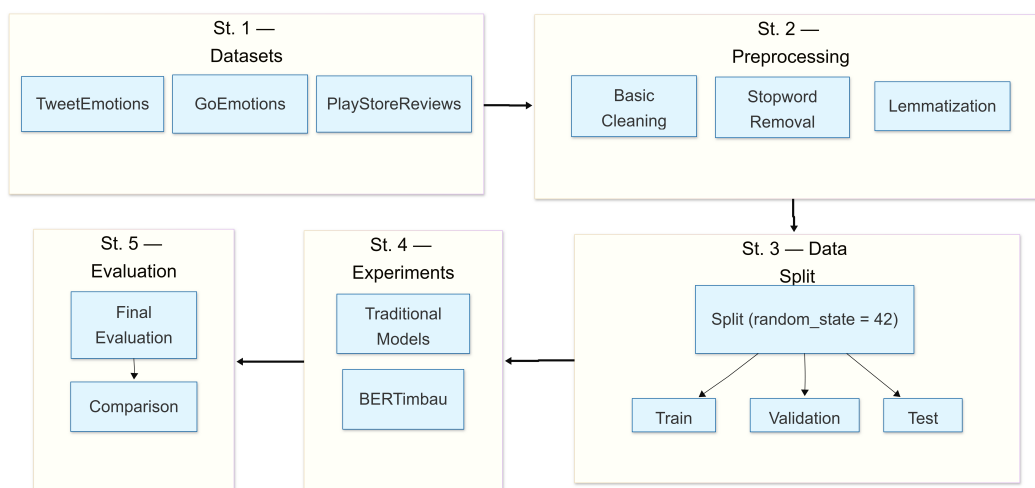 St. 1 —
Datasets
TweetEmotions
GoEmotions
PlayStoreReviews
St. 2 —
Preprocessing
Basic
Cleaning
Stopword
Removal
Lemmatization
St. 3 — Data
Split
Split (random_state = 42)
Train
Validation
Test
St. 4 —
Experiments
Traditional
Models
BERTimbau
St. 5 —
Evaluation
Final
Evaluation
Comparison